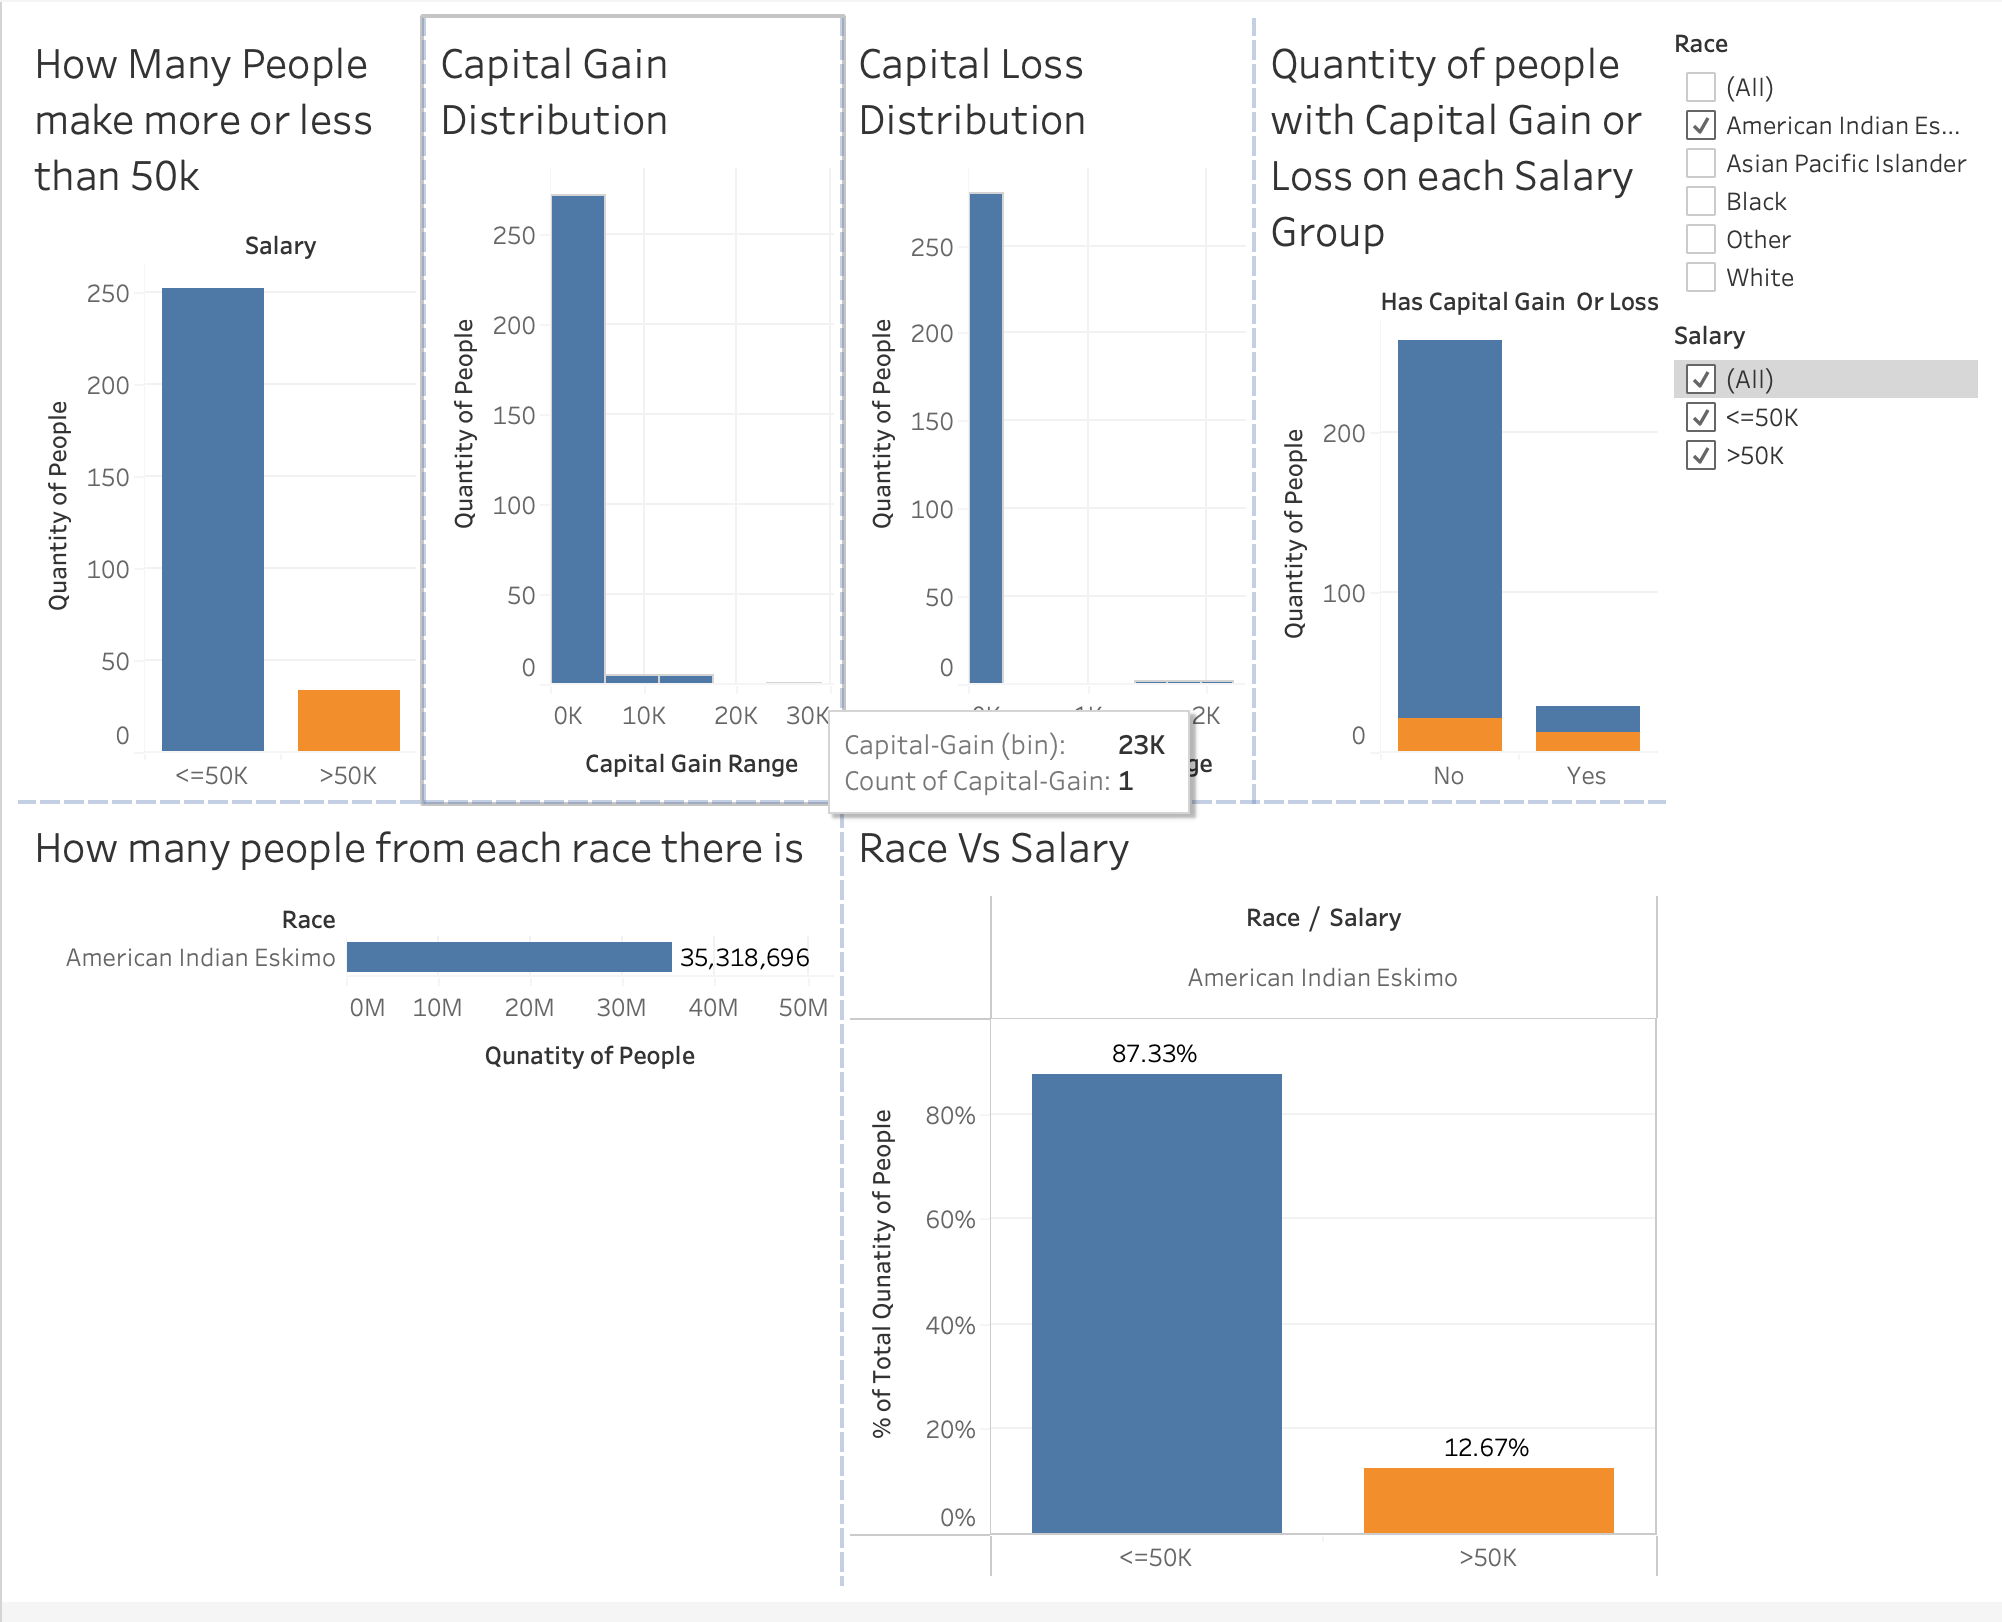 How Many People
make more or less
than 50k
Salary
Quantity of People
250
200
150
100
50
0
<=50K
>50K
Capital Gain
Distribution
Quantity of People
250
200
150
100
50
0
0K
10K
20K
30K
Capital Gain Range
Capital Loss
Distribution
Quantity of People
250
200
150
100
50
0
2K
ge
Capital-Gain (bin): 23K
Count of Capital-Gain: 1
Quantity of people
with Capital Gain or
Loss on each Salary
Group
Has Capital Gain Or Loss
Quantity of People
200
100
0
No
Yes
Race
(All)
American Indian Es...
Asian Pacific Islander
Black
Other
White
Salary
(All)
<=50K
>50K
How many people from each race there is
Race
American Indian Eskimo
35,318,696
0M
10M
20M
30M
40M
50M
Qunatity of People
Race Vs Salary
Race / Salary
American Indian Eskimo
% of Total Qunatity of People
80%
60%
40%
20%
0%
87.33%
12.67%
<=50K
>50K